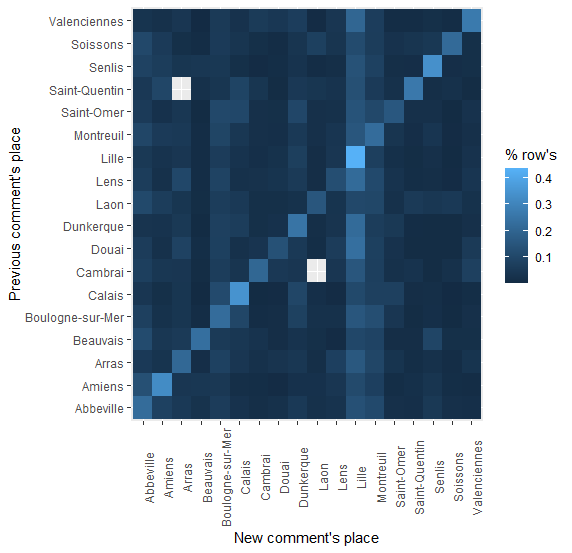 Previous comment's place
Valenciennes
Soissons
Senlis
Saint-Quentin
Saint-Omer
Montreuil
Lille
Lens
Laon
Dunkerque
Douai
Cambrai
Calais
Boulogne-sur-Mer
Beauvais
Arras
Amiens
Abbeville
Abbeville
Amiens
Arras
Beauvais
Boulogne-sur-Mer
Calais
Cambrai
Douai
Dunkerque
Laon
Lens
Lille
Montreuil
Saint-Omer
Saint-Quentin
Senlis
Soissons
Valenciennes
New comment's place
% row's
0.4
0.3
0.2
0.1